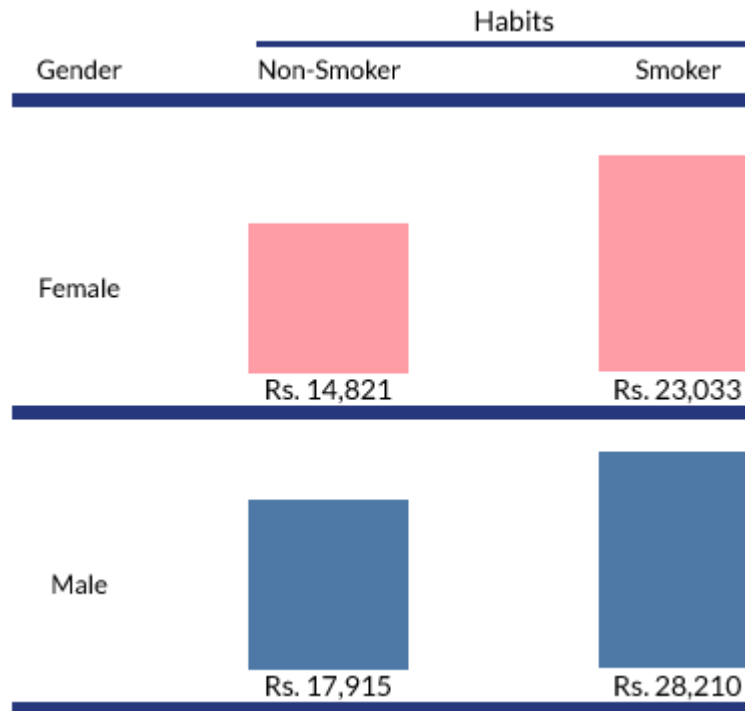 Habits
Gender Non-Smoker Smoker
Female
Rs. 14,821 Rs. 23,033
Male
Rs. 17,915 Rs. 28,210